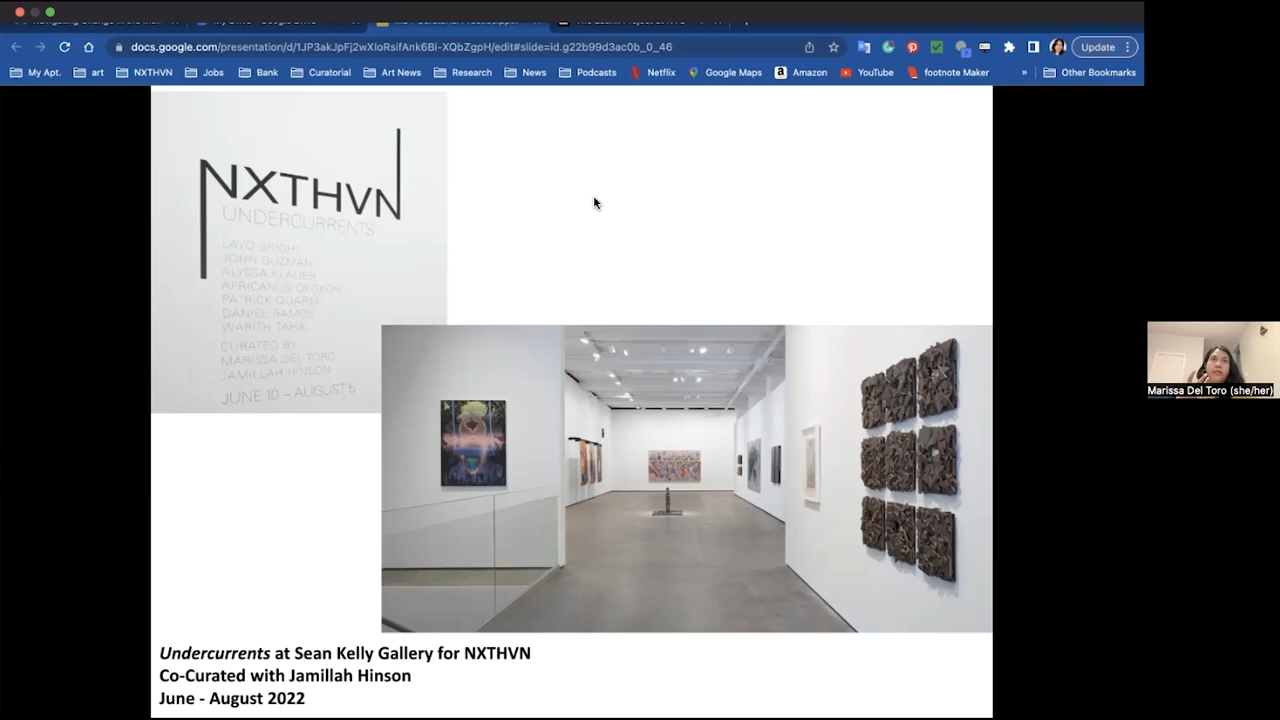 docs.google.com/presentation/d/1JP3akJpFj2wXIoRsifAnk6Bi-XQbZgpH/edit#slide=id.g22b99d3ac0b_0_46
Update
My Apt.
art
NXTHVN
Jobs
Bank
Curatorial
Art News
Research
News
Podcasts
Netflix
Google Maps
Amazon
YouTube
footnote Maker
»
Other Bookmarks
NXTHVN
UNDERCURRENTS
LAYO BRIGHT
JOHN GUZMAN
ALYSSA KLAUER
AFRICANUS OKOKON
PATRICK QUARM
DANIEL RAMOS
WARITH TAHA
CURATED BY
MARISSA DEL TORO
JAMILLAH HINSON
JUNE 10 – AUGUST 5
Marissa Del Toro (she/her)
Undercurrents at Sean Kelly Gallery for NXTHVN
Co-Curated with Jamillah Hinson
June - August 2022